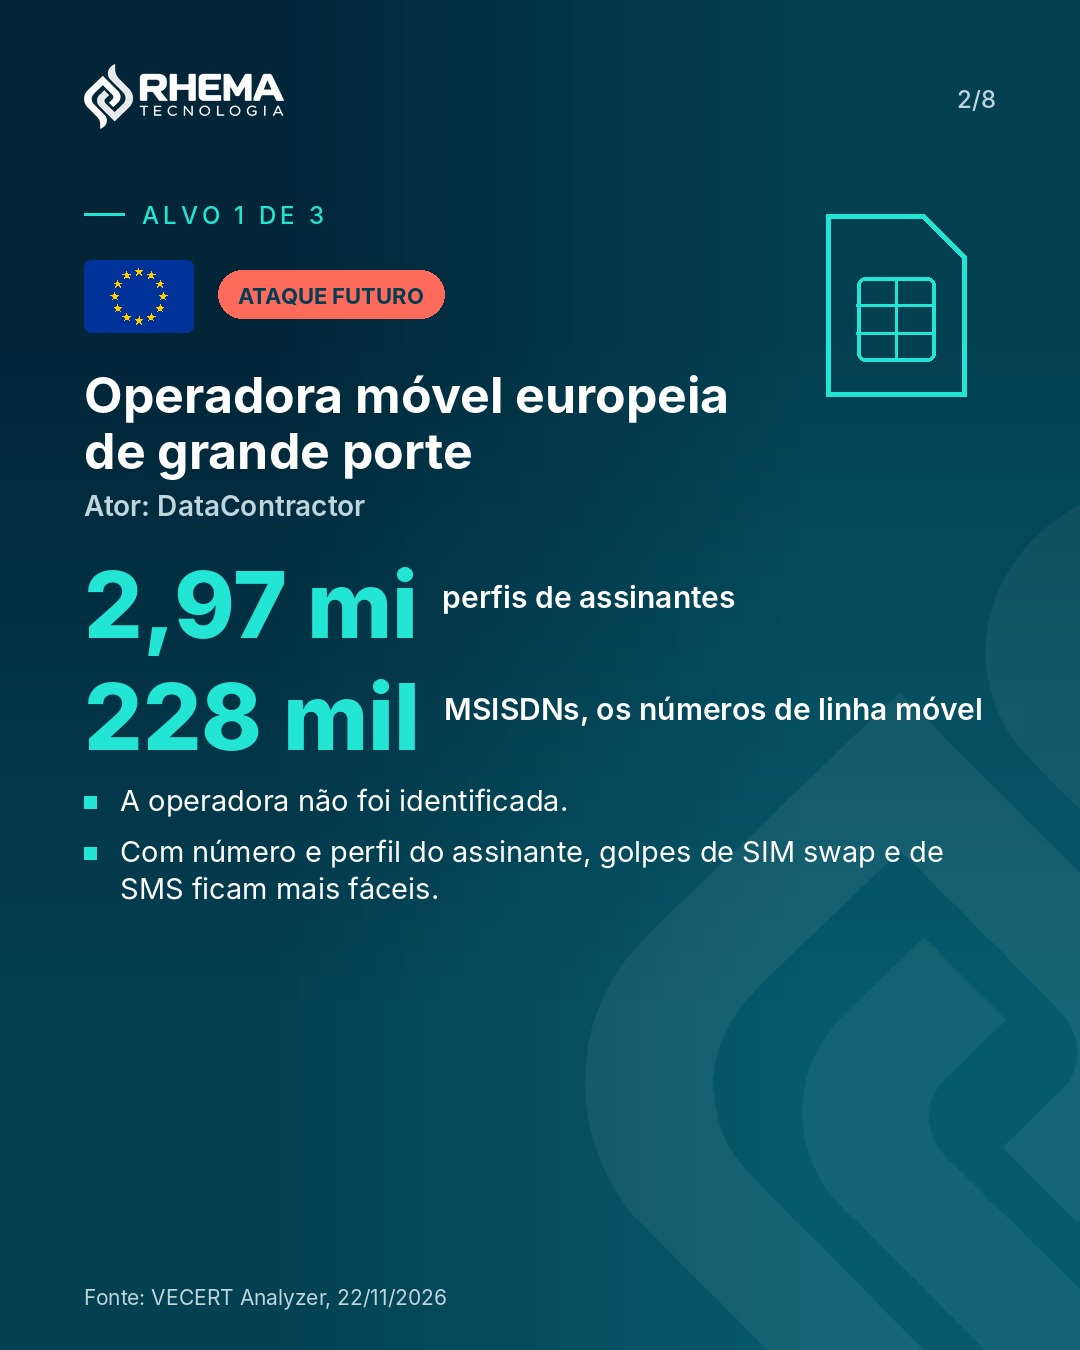 RHEMA
TECNOLOGIA
2/8
ALVO 1 DE 3
ATAQUE FUTURO
Operadora móvel europeia
de grande porte
Ator: DataContractor
2,97 mi perfis de assinantes
228 mil MSISDNs, os números de linha móvel
A operadora não foi identificada.
Com número e perfil do assinante, golpes de SIM swap e de
SMS ficam mais fáceis.
Fonte: VECERT Analyzer, 22/11/2026